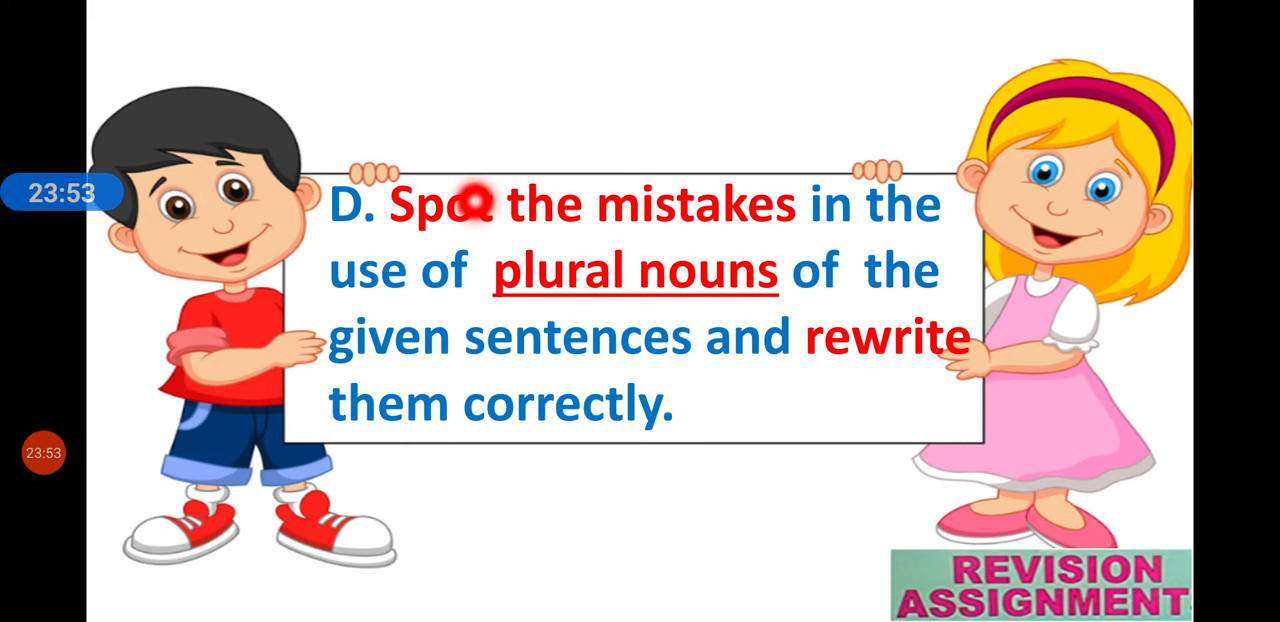 23:53
D. Spot the mistakes in the
use of plural nouns of the
given sentences and rewrite
them correctly.
23:53
REVISION
ASSIGNMENT